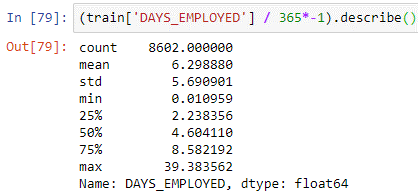 In [79]: (train['DAYS_EMPLOYED'] / 365*-1).describe()
Out[79]: count    8602.000000
mean        6.298880
std         5.690901
min         0.010959
25%         2.238356
50%         4.604110
75%         8.582192
max        39.383562
Name: DAYS_EMPLOYED, dtype: float64